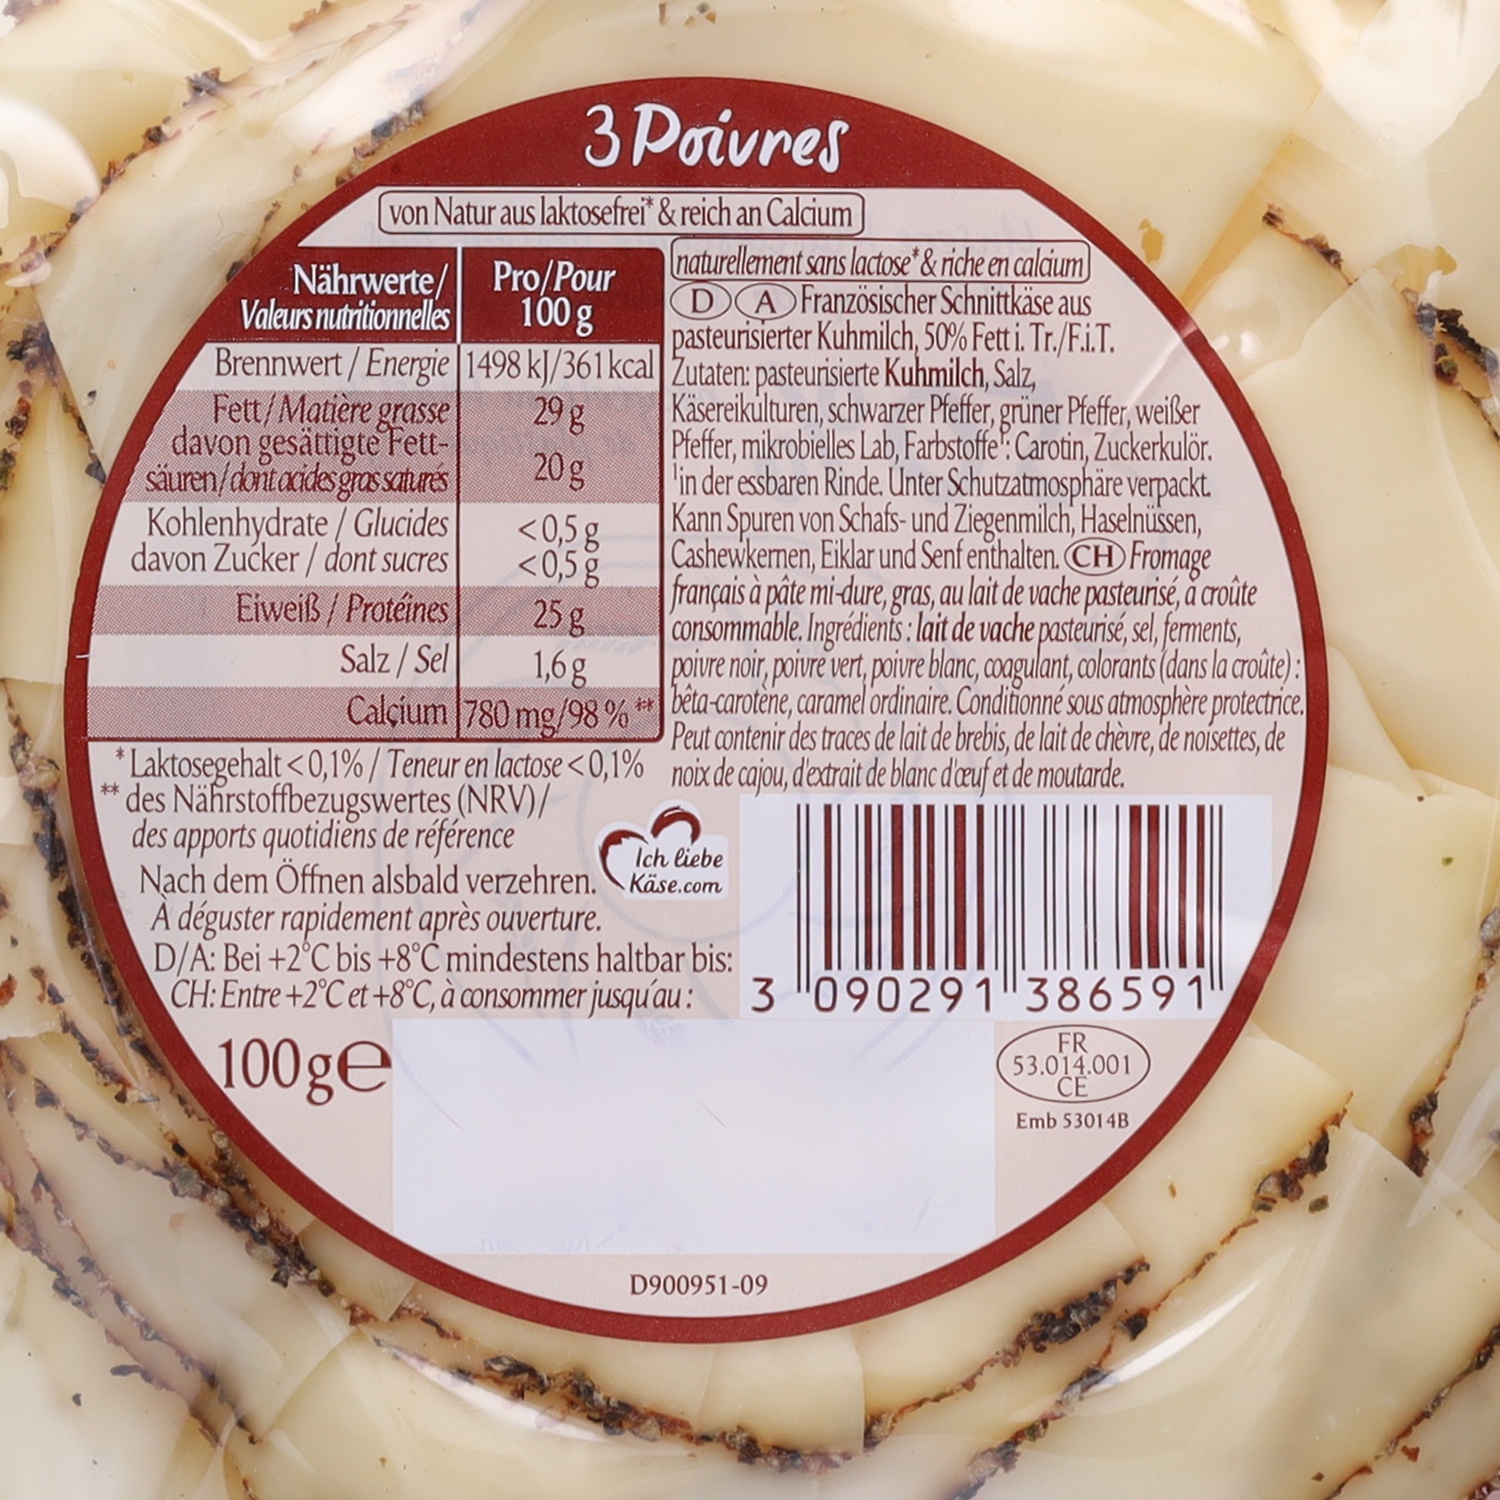 3 Poivres
von Natur aus laktosefrei* & reich an Calcium
Nährwerte/
Valeurs nutritionnelles
Pro/Pour
100 g
Brennwert / Energie 1498 kJ/361 kcal
Fett/Matière grasse 29 g
davon gesättigte Fett-
säuren/dont acides gras saturés 20 g
Kohlenhydrate / Glucides <0,5 g
davon Zucker / dont sucres <0,5 g
Eiweiß / Protéines 25 g
Salz / Sel 1,6 g
Calcium 780 mg/98 % **
* Laktosegehalt <0,1% / Teneur en lactose <0,1%
** des Nährstoffbezugswertes (NRV)/
des apports quotidiens de référence
Nach dem Öffnen alsbald verzehren.
À déguster rapidement après ouverture.
D/A: Bei +2°C bis +8°C mindestens haltbar bis:
CH: Entre +2°C et +8°C, à consommer jusqu'au :
100 g e
naturellement sans lactose* & riche en calcium
D A Französischer Schnittkäse aus
pasteurisierter Kuhmilch, 50% Fett i. Tr./F.i.T.
Zutaten: pasteurisierte Kuhmilch, Salz,
Käsereikulturen, schwarzer Pfeffer, grüner Pfeffer, weißer
Pfeffer, mikrobielles Lab, Farbstoffe¹: Carotin, Zuckerkulör.
¹in der essbaren Rinde. Unter Schutzatmosphäre verpackt.
Kann Spuren von Schafs- und Ziegenmilch, Haselnüssen,
Cashewkernen, Eiklar und Senf enthalten. CH Fromage
français à pâte mi-dure, gras, au lait de vache pasteurisé, à croûte
consommable. Ingrédients : lait de vache pasteurisé, sel, ferments,
poivre noir, poivre vert, poivre blanc, coagulant, colorants (dans la croûte) :
bêta-carotène, caramel ordinaire. Conditionné sous atmosphère protectrice.
Peut contenir des traces de lait de brebis, de lait de chèvre, de noisettes, de
noix de cajou, d'extrait de blanc d'œuf et de moutarde.
Ich liebe
Käse.com
3 090291 386591
FR
53.014.001
CE
Emb 53014B
D900951-09